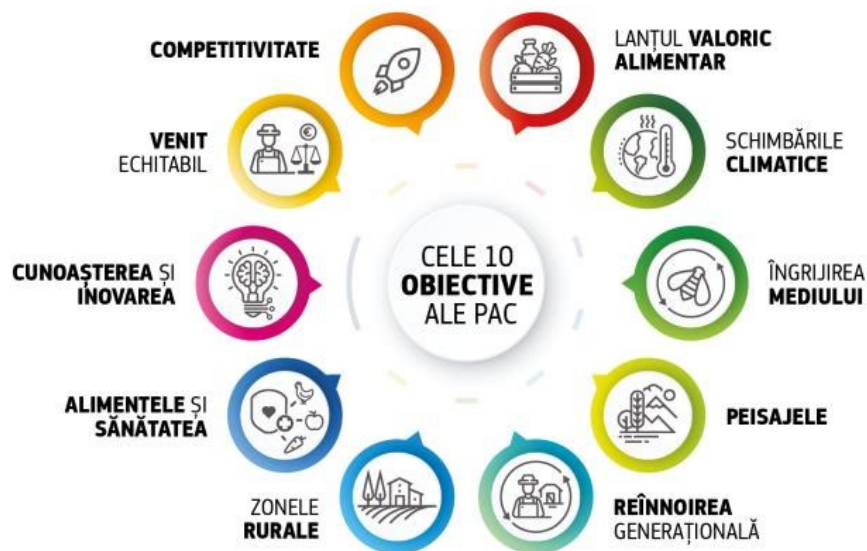 COMPETITIVITATE
LANȚUL VALORIC
ALIMENTAR
VENIT
ECHITABIL
SCHIMBĂRILE
CLIMATICE
CUNOAȘTEREA ȘI
INOVAREA
CELE 10
OBIECTIVE
ALE PAC
ÎNGRIJIREA
MEDIULUI
ALIMENTELE ȘI
SĂNĂTATEA
PEISAJELE
ZONELE
RURALE
REÎNNOIREA
GENERAȚIONALĂ